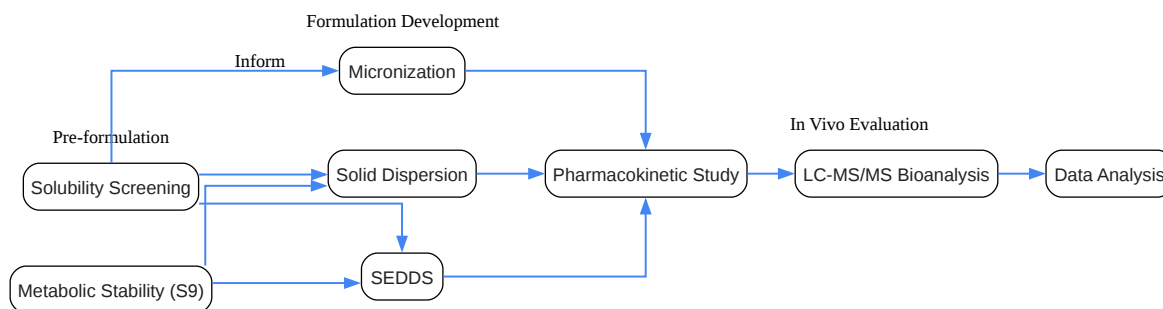 Formulation Development
Inform
Micronization
Pre-formulation
In Vivo Evaluation
Solubility Screening
Solid Dispersion
Pharmacokinetic Study
LC-MS/MS Bioanalysis
Data Analysis
SEDDS
Metabolic Stability (S9)